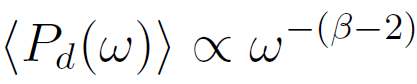 ⟨P_d(ω)⟩ ∝ ω^{-(β-2)}